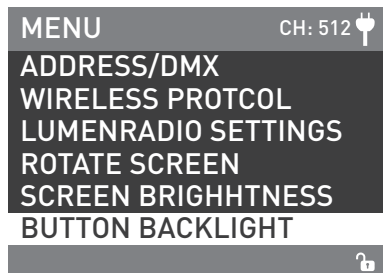 MENU CH: 512
ADDRESS/DMX
WIRELESS PROTCOL
LUMENRADIO SETTINGS
ROTATE SCREEN
SCREEN BRIGHHTNESS
BUTTON BACKLIGHT